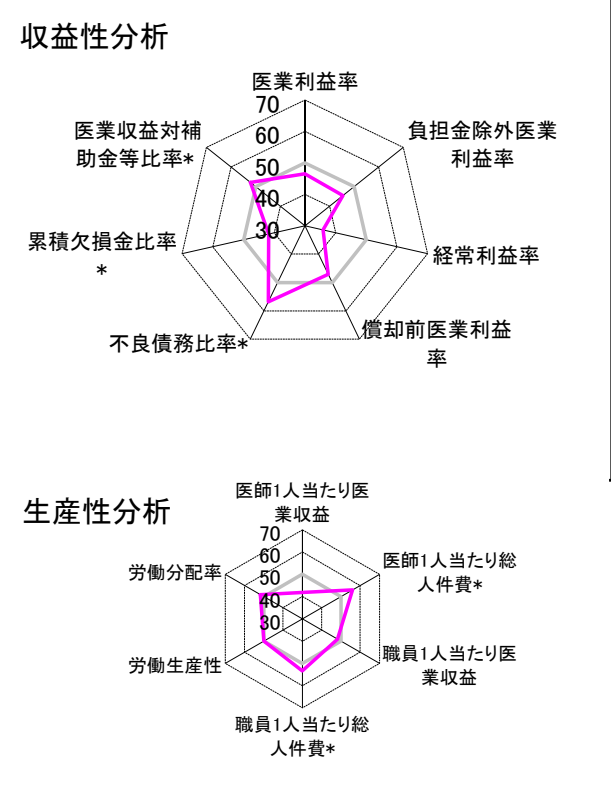 収益性分析
医業利益率
70
60
50
40
30
負担金除外医業
利益率
経常利益率
償却前医業利益
率
不良債務比率*
累積欠損金比率
*
医業収益対補
助金等比率*
生産性分析
医師1人当たり医
業収益
70
60
50
40
30
医師1人当たり総
人件費*
職員1人当たり医
業収益
職員1人当たり総
人件費*
労働生産性
労働分配率